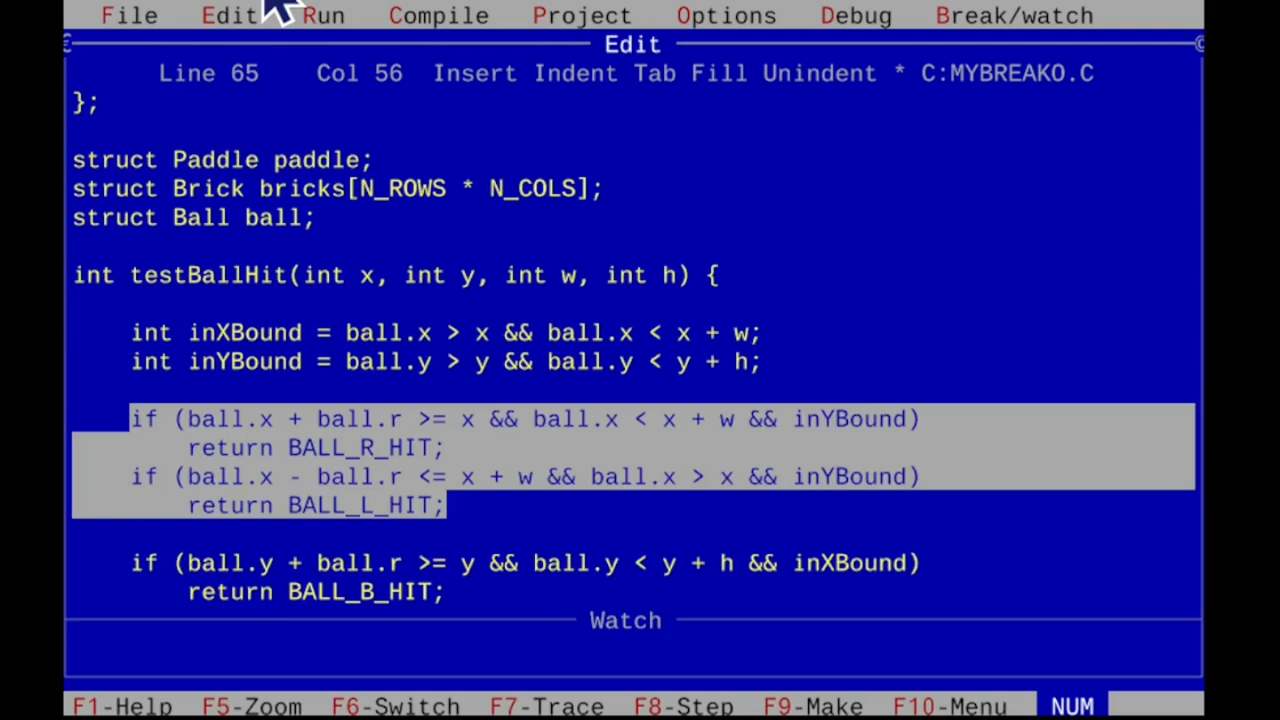 File Edit Run Compile Project Options Debug Break/watch
Edit
Line 65 Col 56 Insert Indent Tab Fill Unindent * C:MYBREAKO.C
};
struct Paddle paddle;
struct Brick bricks[N_ROWS * N_COLS];
struct Ball ball;
int testBallHit(int x, int y, int w, int h) {
int inXBound = ball.x > x && ball.x < x + w;
int inYBound = ball.y > y && ball.y < y + h;
if (ball.x + ball.r >= x && ball.x < x + w && inYBound)
return BALL_R_HIT;
if (ball.x - ball.r <= x + w && ball.x > x && inYBound)
return BALL_L_HIT;
if (ball.y + ball.r >= y && ball.y < y + h && inXBound)
return BALL_B_HIT;
Watch
F1-Help F5-Zoom F6-Switch F7-Trace F8-Step F9-Make F10-Menu NUM